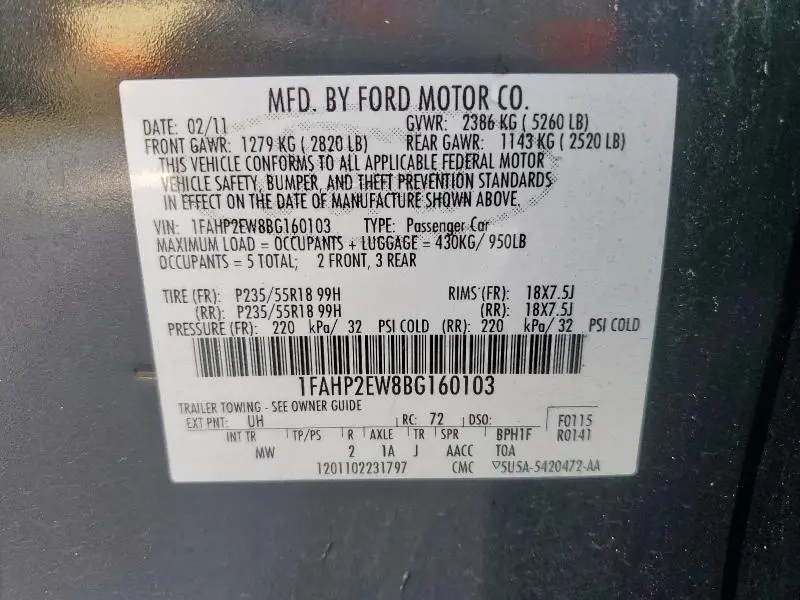 MFD. BY FORD MOTOR CO.
DATE: 02/11 GVWR: 2386 KG ( 5260 LB)
FRONT GAWR: 1279 KG ( 2820 LB) REAR GAWR: 1143 KG ( 2520 LB)
THIS VEHICLE CONFORMS TO ALL APPLICABLE FEDERAL MOTOR
VEHICLE SAFETY, BUMPER, AND THEFT PREVENTION STANDARDS
IN EFFECT ON THE DATE OF MANUFACTURE SHOWN ABOVE.
VIN: 1FAHP2EW8BG160103 TYPE: Passenger Car
MAXIMUM LOAD = OCCUPANTS + LUGGAGE = 430KG/ 950LB
OCCUPANTS = 5 TOTAL; 2 FRONT, 3 REAR
TIRE (FR): P235/55R18 99H RIMS (FR): 18X7.5J
(RR): P235/55R18 99H (RR): 18X7.5J
PRESSURE (FR): 220 kPa/ 32 PSI COLD (RR): 220 kPa/ 32 PSI COLD
1FAHP2EW8BG160103
TRAILER TOWING - SEE OWNER GUIDE
EXT PNT: UH RC: 72 DSO: F0115
INT TR TP/PS R AXLE TR SPR BPH1F R0141
MW 2 1A J AACC TOA
1201102231797 CMC ▽5U5A-5420472-AA